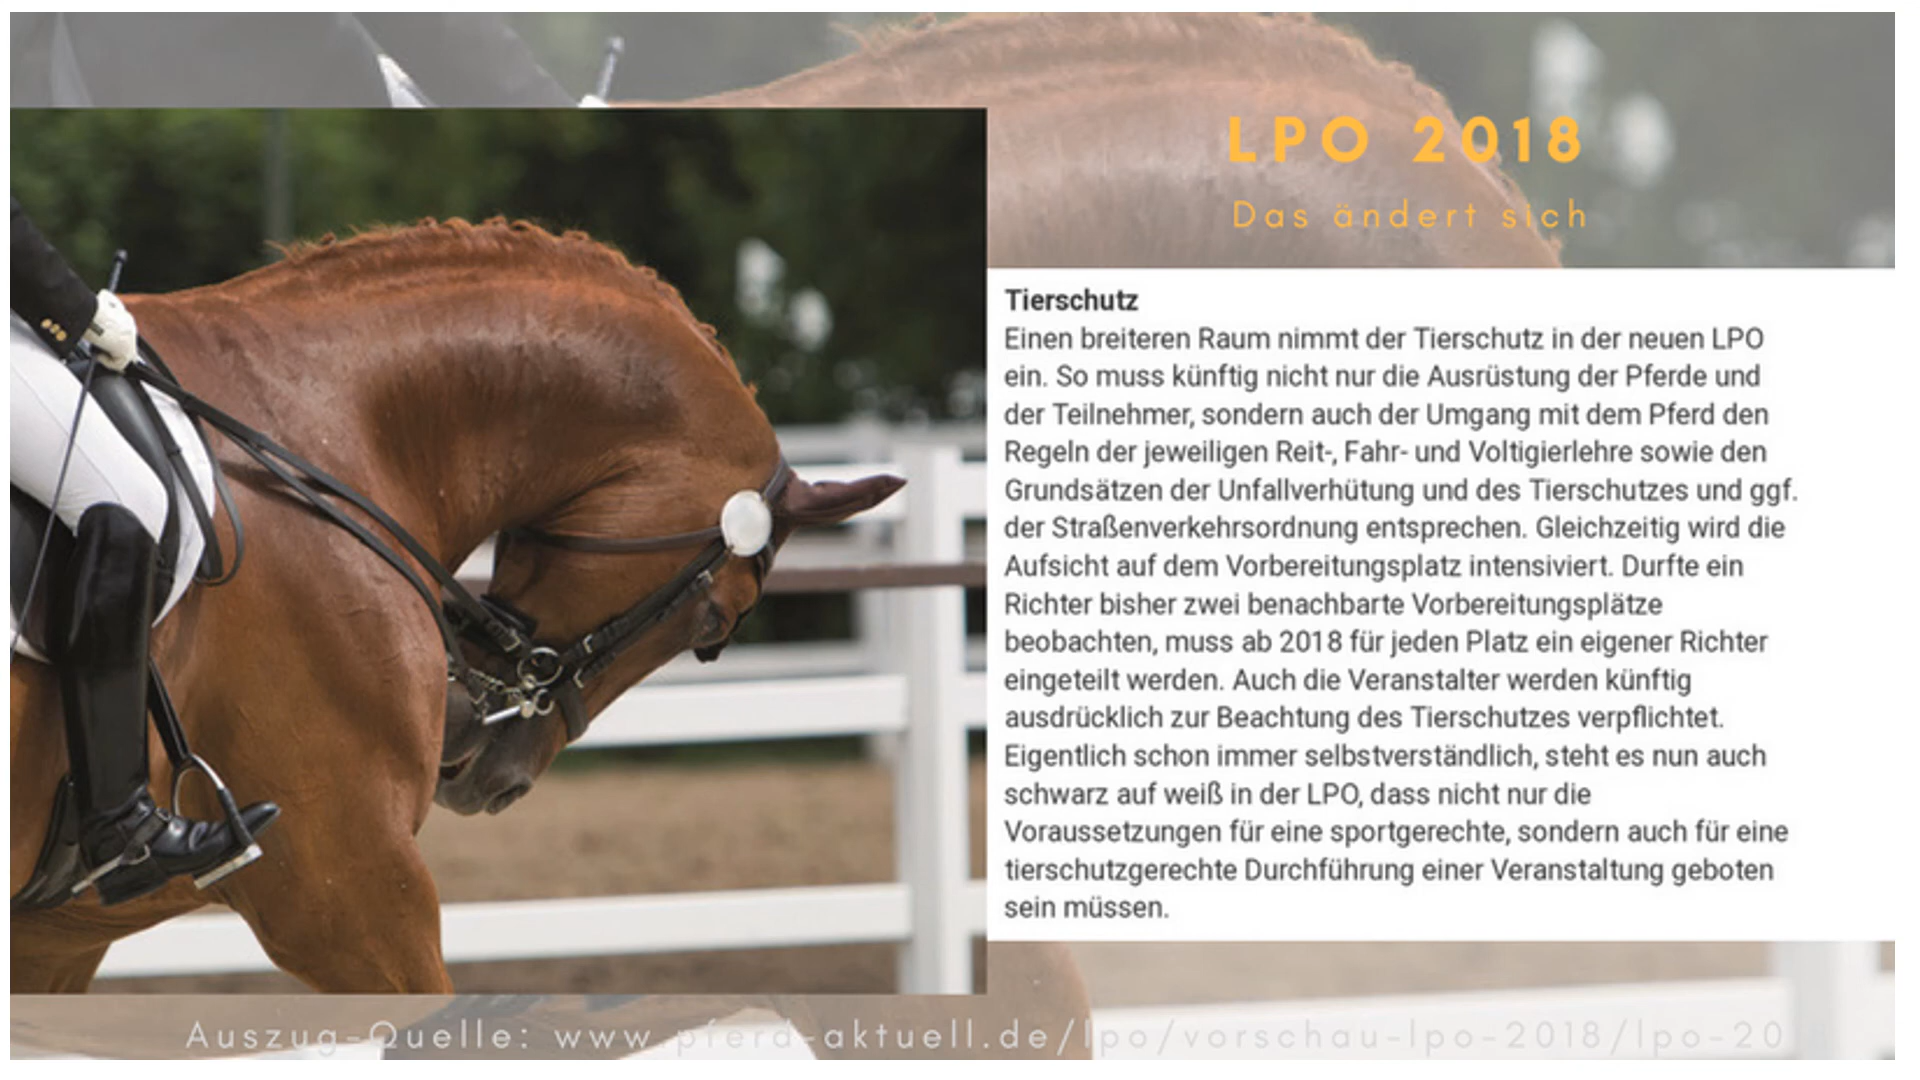 LPO 2018
Das ändert sich
Tierschutz
Einen breiteren Raum nimmt der Tierschutz in der neuen LPO
ein. So muss künftig nicht nur die Ausrüstung der Pferde und
der Teilnehmer, sondern auch der Umgang mit dem Pferd den
Regeln der jeweiligen Reit-, Fahr- und Voltigierlehre sowie den
Grundsätzen der Unfallverhütung und des Tierschutzes und ggf.
der Straßenverkehrsordnung entsprechen. Gleichzeitig wird die
Aufsicht auf dem Vorbereitungsplatz intensiviert. Durfte ein
Richter bisher zwei benachbarte Vorbereitungsplätze
beobachten, muss ab 2018 für jeden Platz ein eigener Richter
eingeteilt werden. Auch die Veranstalter werden künftig
ausdrücklich zur Beachtung des Tierschutzes verpflichtet.
Eigentlich schon immer selbstverständlich, steht es nun auch
schwarz auf weiß in der LPO, dass nicht nur die
Voraussetzungen für eine sportgerechte, sondern auch für eine
tierschutzgerechte Durchführung einer Veranstaltung geboten
sein müssen.
Auszug-Quelle: www.pferd-aktuell.de/lpo/vorschau-lpo-2018/lpo-20